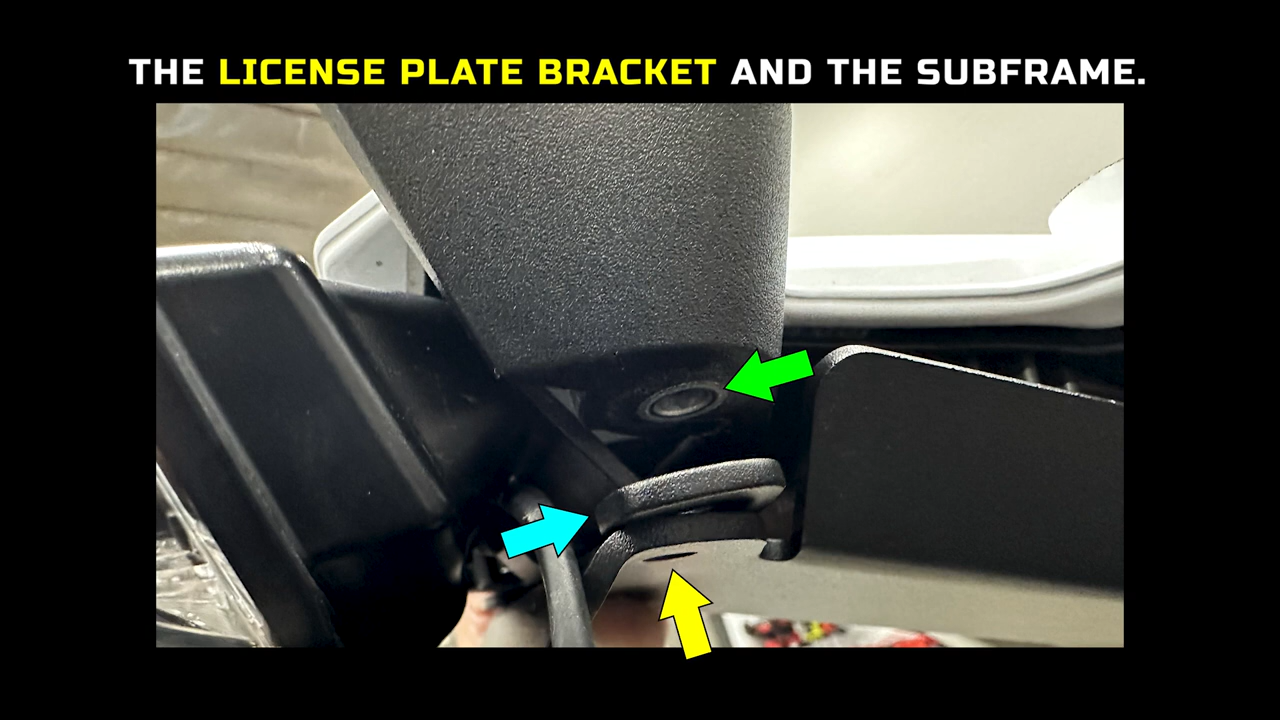 THE LICENSE PLATE BRACKET AND THE SUBFRAME.